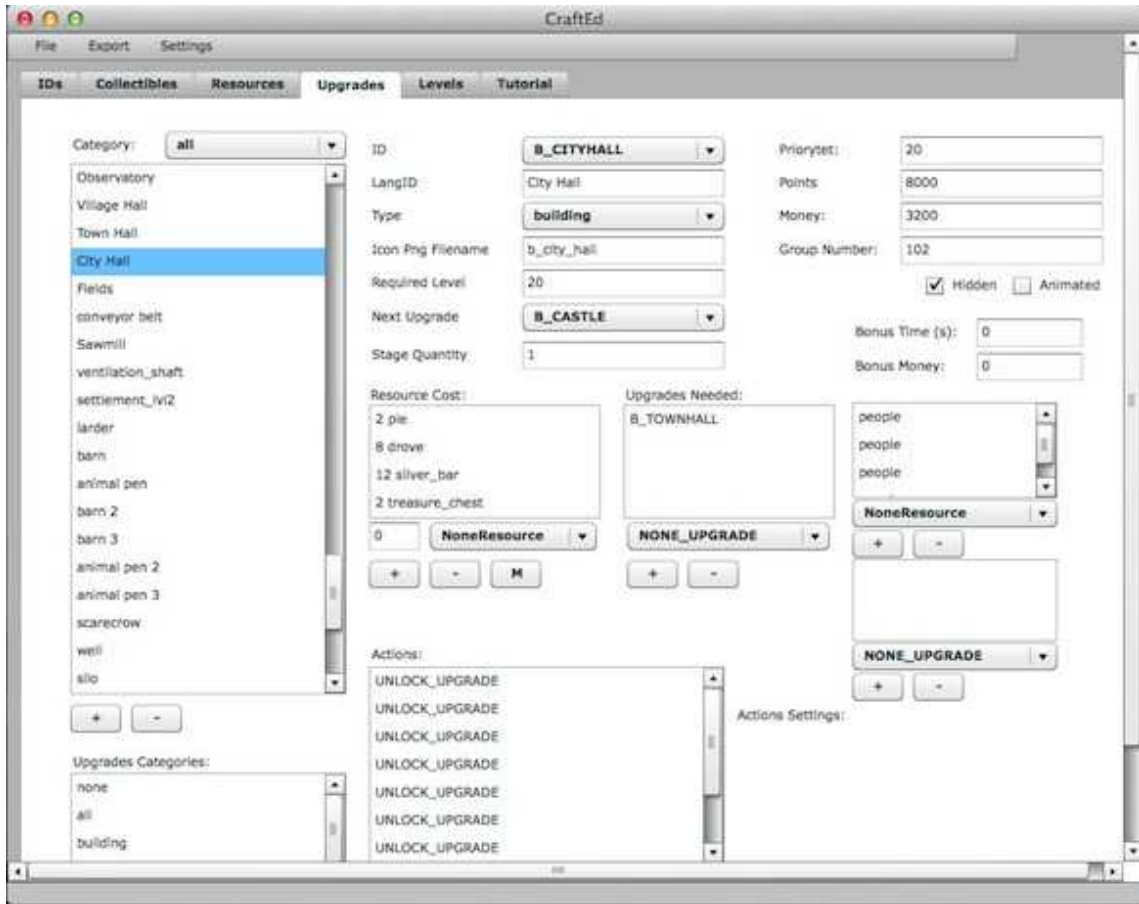 CraftEd
File Export Settings
IDs Collectibles Resources Upgrades Levels Tutorial
Category: all
Observatory
Village Hall
Town Hall
City Hall
Fields
conveyor belt
Sawmill
ventilation_shaft
settlement_lvl2
larder
barn
animal pen
barn 2
barn 3
animal pen 2
animal pen 3
scarecrow
well
silo
+ -
Upgrades Categories:
none
all
building
ID B_CITYHALL
LangID City Hall
Type building
Icon Png Filename b_city_hall
Required Level 20
Next Upgrade B_CASTLE
Stage Quantity 1
Resource Cost:
2 pie
8 drove
12 silver_bar
2 treasure_chest
0 NoneResource
+ - M
Upgrades Needed:
B_TOWNHALL
NONE_UPGRADE
+ -
Actions:
UNLOCK_UPGRADE
UNLOCK_UPGRADE
UNLOCK_UPGRADE
UNLOCK_UPGRADE
UNLOCK_UPGRADE
UNLOCK_UPGRADE
UNLOCK_UPGRADE
Priorytet: 20
Points 8000
Money: 3200
Group Number: 102
Hidden Animated
Bonus Time (s): 0
Bonus Money: 0
people
people
people
NoneResource
+ -
NONE_UPGRADE
+ -
Actions Settings: